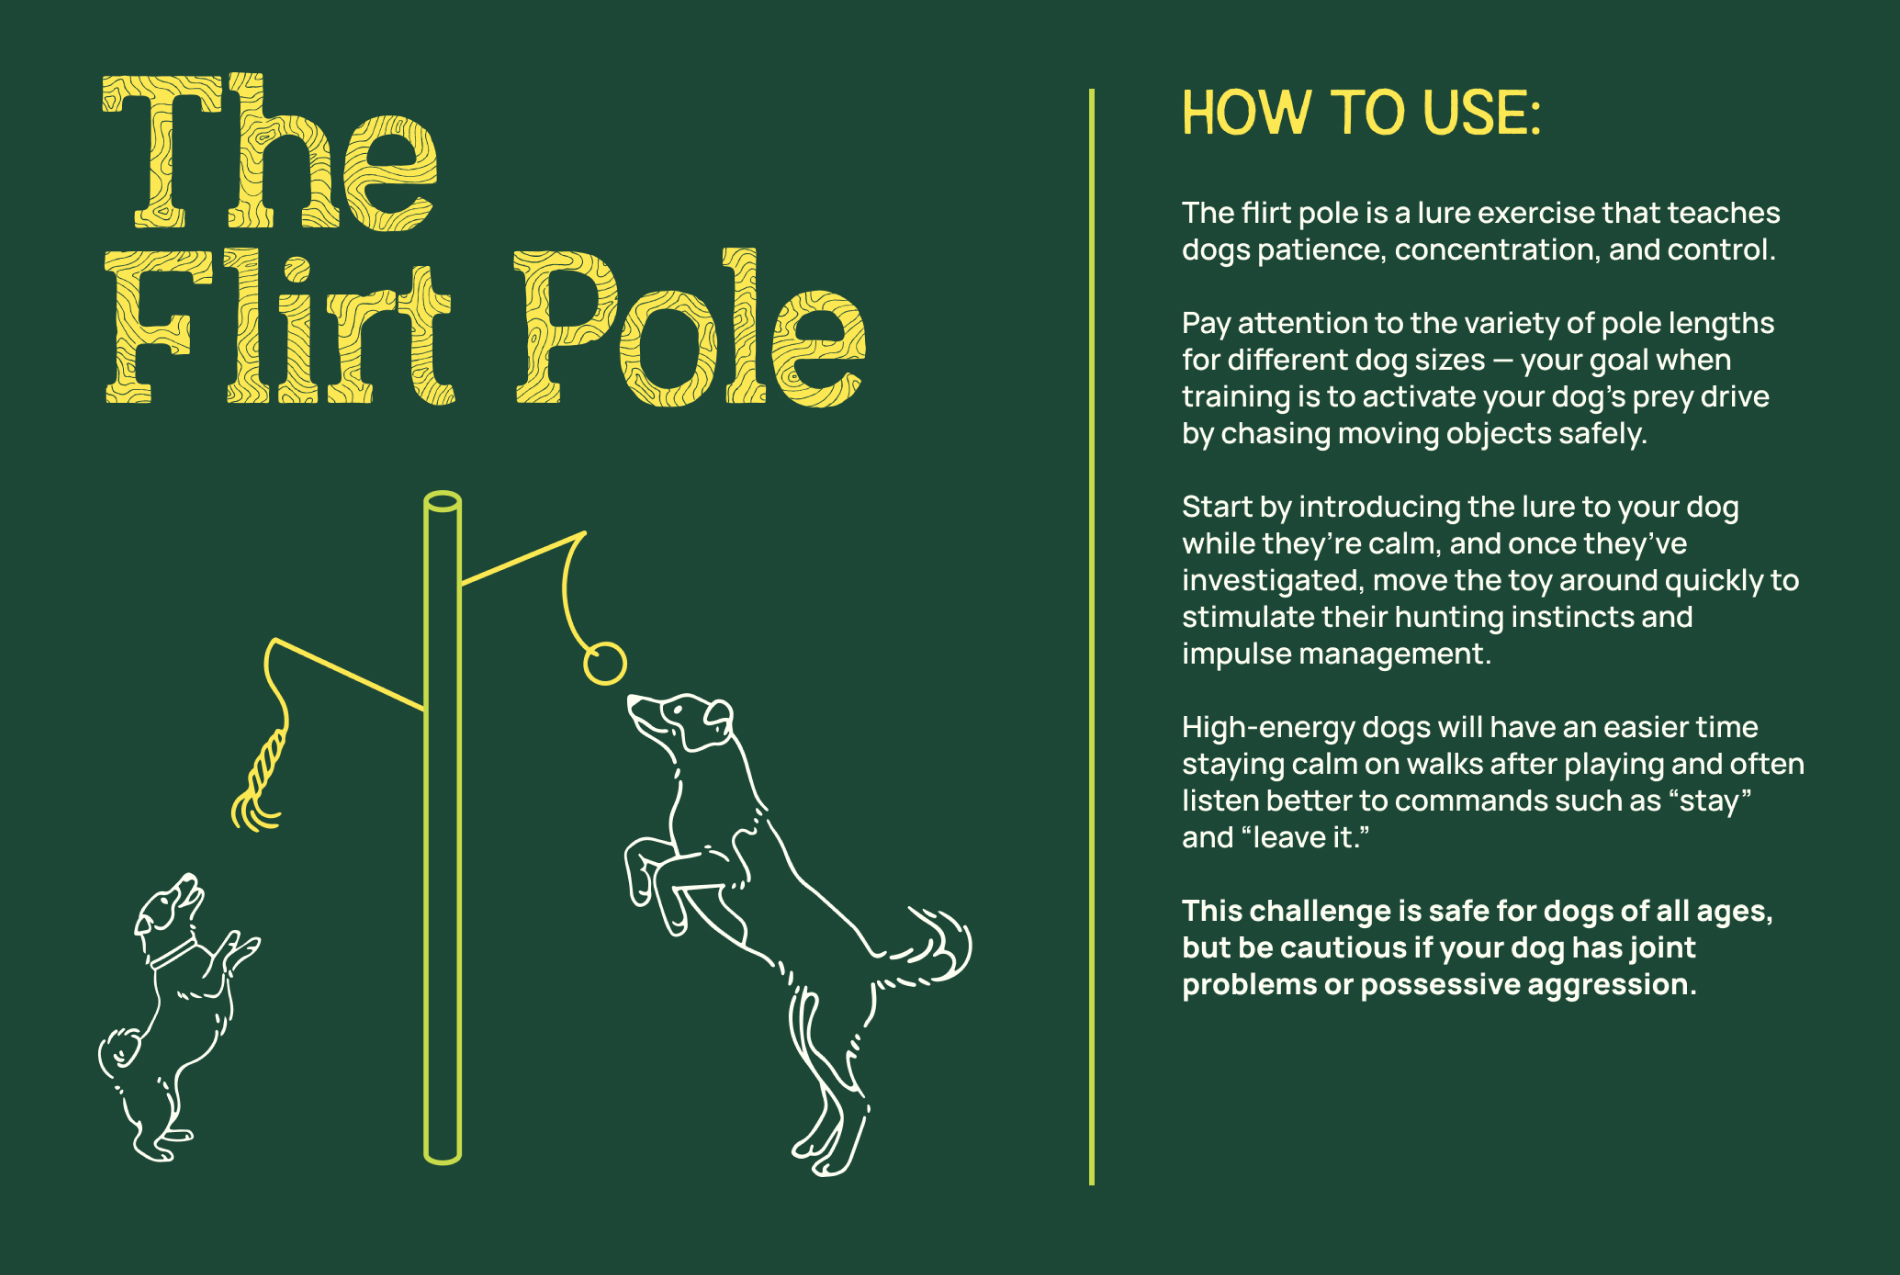 The
Flirt Pole
HOW TO USE:
The flirt pole is a lure exercise that teaches
dogs patience, concentration, and control.
Pay attention to the variety of pole lengths
for different dog sizes — your goal when
training is to activate your dog’s prey drive
by chasing moving objects safely.
Start by introducing the lure to your dog
while they’re calm, and once they’ve
investigated, move the toy around quickly to
stimulate their hunting instincts and
impulse management.
High-energy dogs will have an easier time
staying calm on walks after playing and often
listen better to commands such as “stay”
and “leave it.”
This challenge is safe for dogs of all ages,
but be cautious if your dog has joint
problems or possessive aggression.